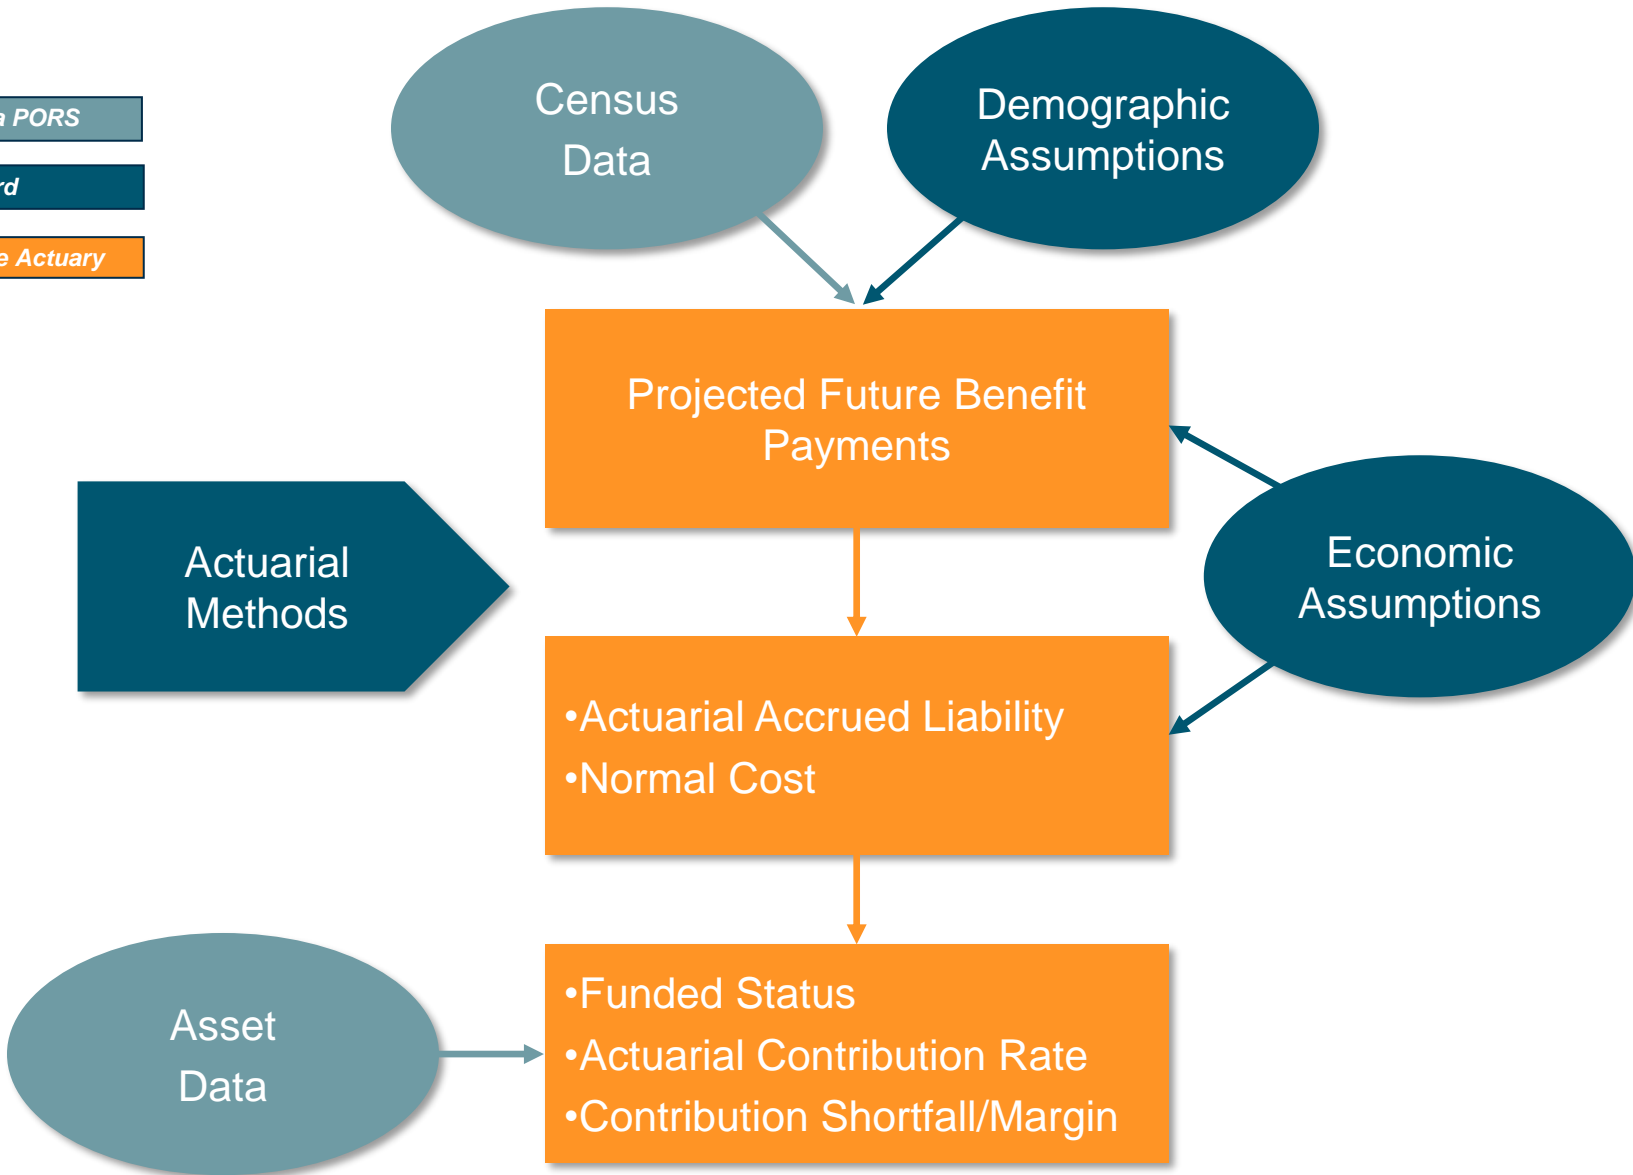 Census
Data
Demographic
Assumptions
PORS
Actuary
Projected Future Benefit
Payments
Actuarial
Methods
Economic
Assumptions
•Actuarial Accrued Liability
•Normal Cost
Asset
Data
•Funded Status
•Actuarial Contribution Rate
•Contribution Shortfall/Margin